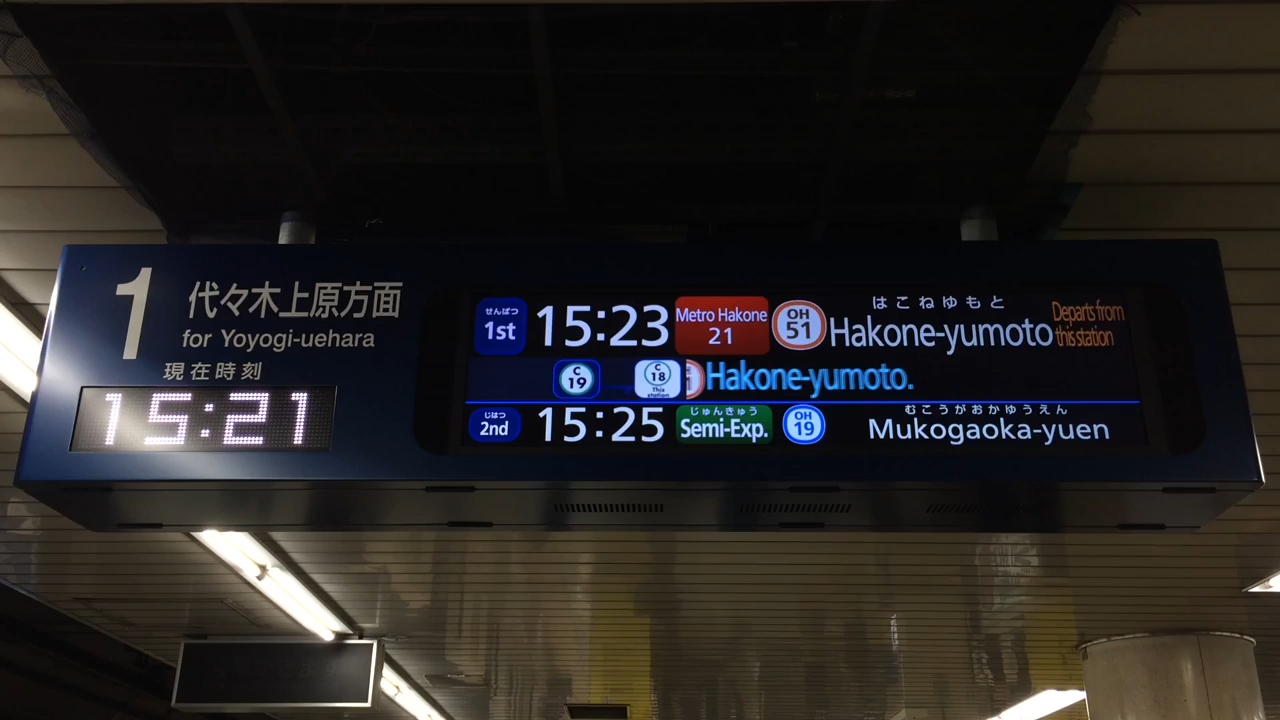 1
代々木上原方面
for Yoyogi-uehara
現在時刻
15:21
せんぱつ
1st
15:23
Metro Hakone
21
OH
51
はこねゆもと
Hakone-yumoto
Departs from
this station
C
19
C
18
This
station
Hakone-yumoto.
じはつ
2nd
15:25
じゅんきゅう
Semi-Exp.
OH
19
むこうがおかゆうえん
Mukogaoka-yuen